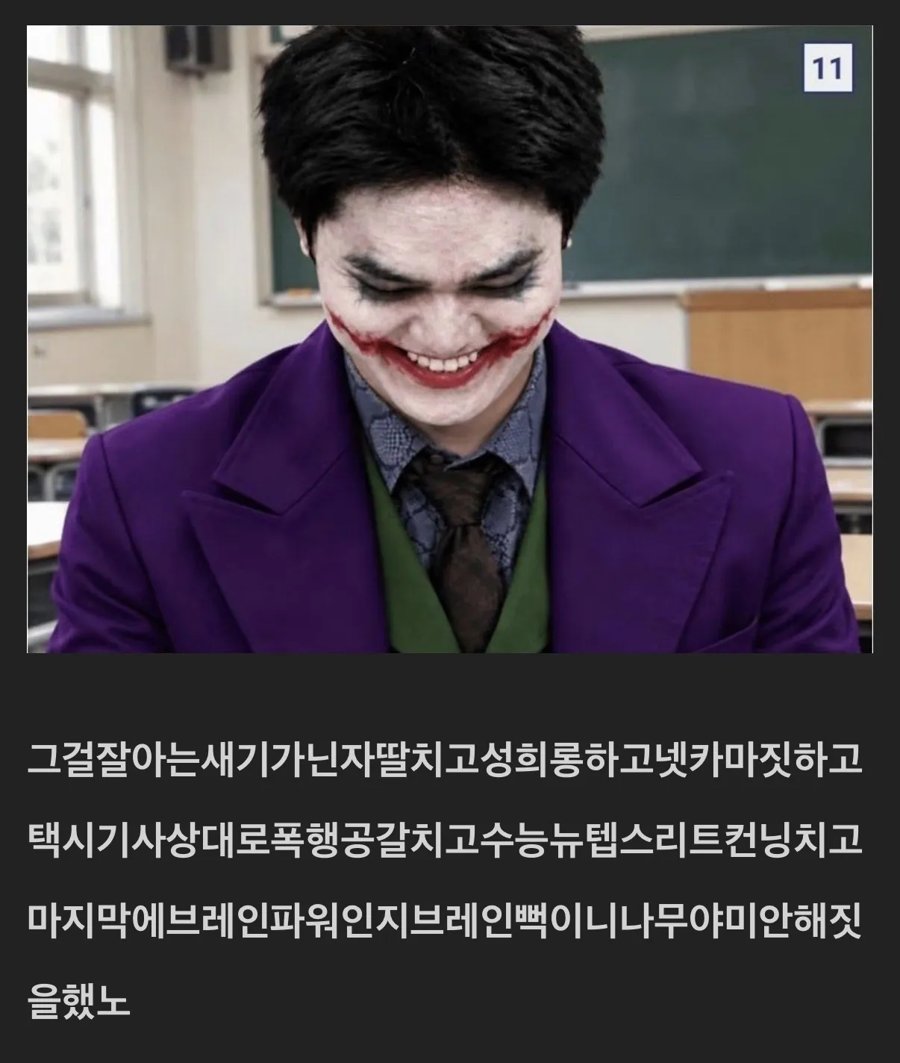 11
그걸잘아는새기가닌자딸치고성희롱하고넷카마짓하고
택시기사상대로폭행공갈치고수능뉴텝스리트컨닝치고
마지막에브레인파워인지브레인뻑이니나무야미안해짓
을했노